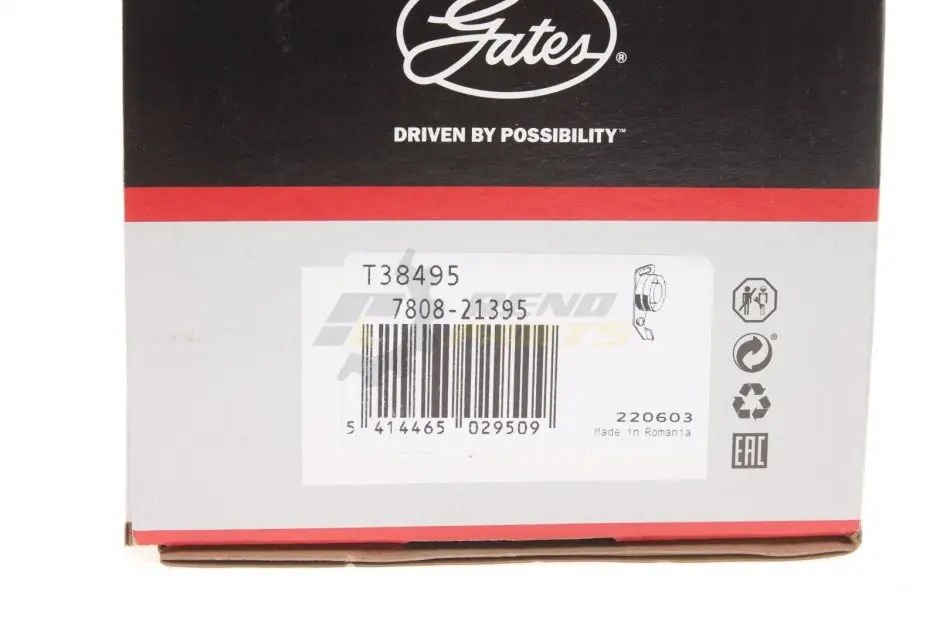 Gates®
DRIVEN BY POSSIBILITY™
T38495
7808-21395
5 414465 029509
220603
Made in Romania
EAC